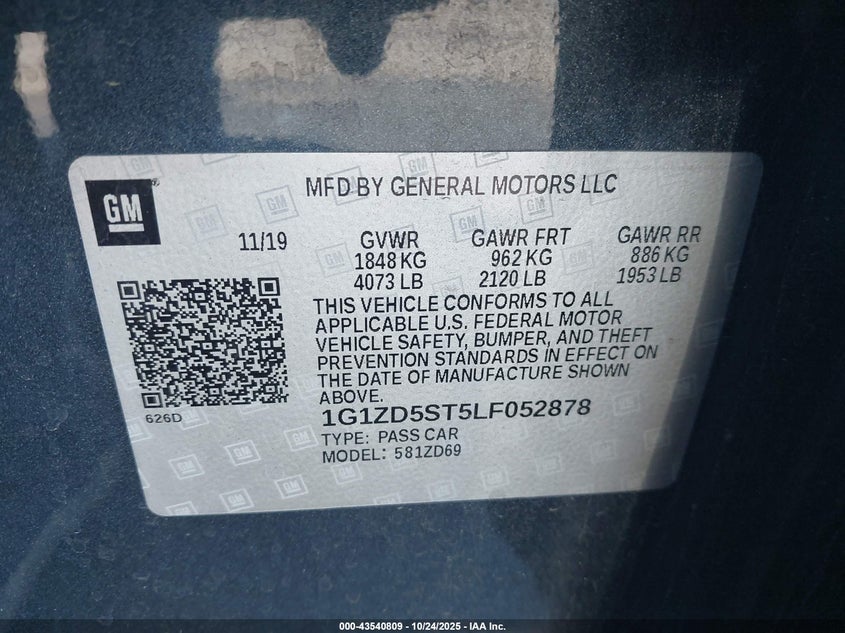 GM
MFD BY GENERAL MOTORS LLC
11/19
GVWR GAWR FRT GAWR RR
1848 KG 962 KG 886 KG
4073 LB 2120 LB 1953 LB
THIS VEHICLE CONFORMS TO ALL
APPLICABLE U.S. FEDERAL MOTOR
VEHICLE SAFETY, BUMPER, AND THEFT
PREVENTION STANDARDS IN EFFECT ON
THE DATE OF MANUFACTURE SHOWN
ABOVE.
626D
1G1ZD5ST5LF052878
TYPE: PASS CAR
MODEL: 581ZD69
000-43540809 - 10/24/2025 - IAA Inc.